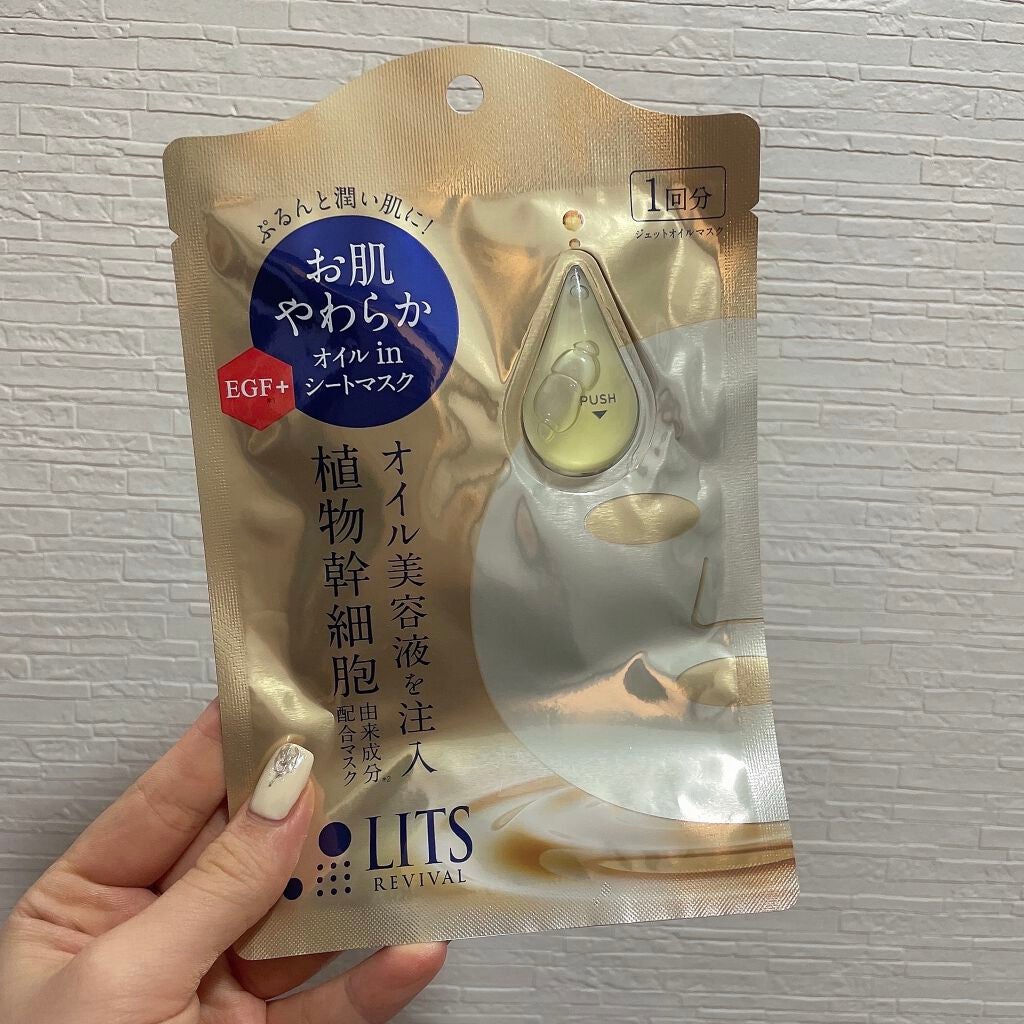 ぷるんと潤い肌に!
お肌
やわらか
オイル in
シートマスク
EGF+
※1
1回分
ジェットオイルマスク
PUSH
オイル美容液を注入
植物幹細胞
由来成分
※2
配合マスク
LITS
REVIVAL